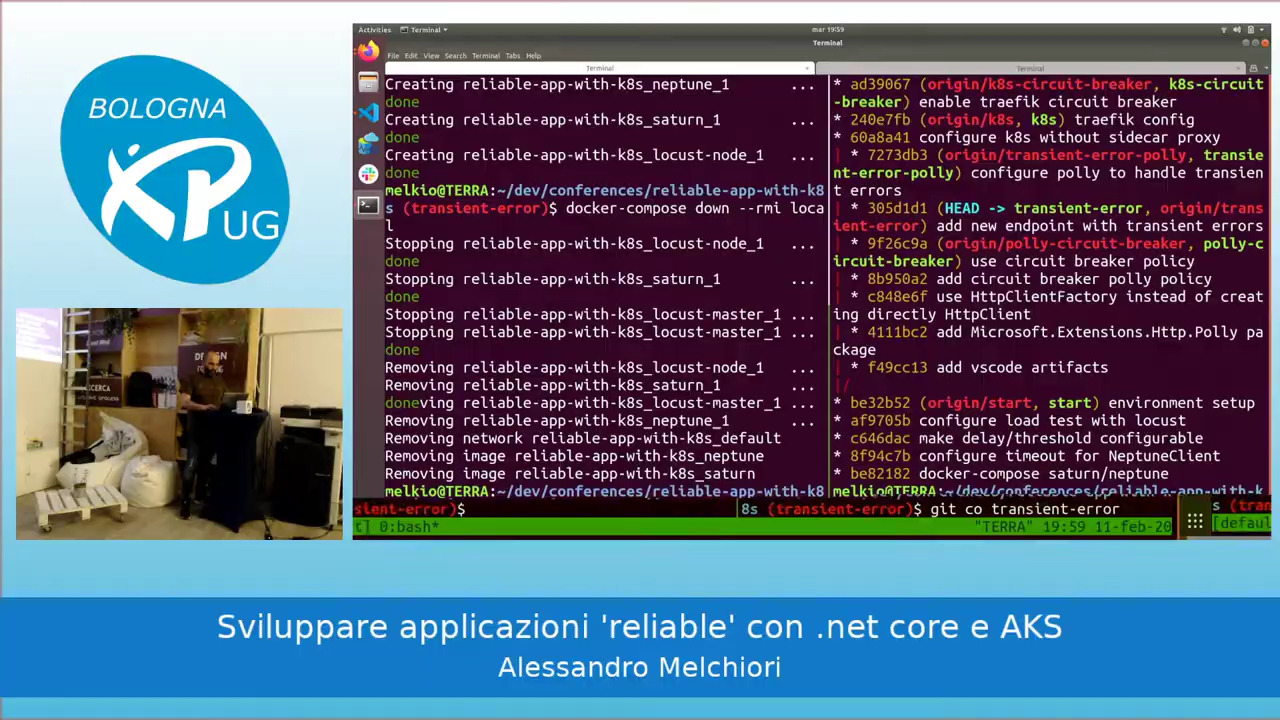 BOLOGNA
XP
UG
Activities
Terminal
mar 19:59
Terminal
File Edit View Search Terminal Tabs Help
Terminal
Terminal
Creating reliable-app-with-k8s_neptune_1 ...
done
Creating reliable-app-with-k8s_saturn_1 ...
done
Creating reliable-app-with-k8s_locust-node_1 ...
done
melkio@TERRA:~/dev/conferences/reliable-app-with-k8
s (transient-error)$ docker-compose down --rmi loca
l
Stopping reliable-app-with-k8s_locust-node_1 ...
done
Stopping reliable-app-with-k8s_saturn_1 ...
done
Stopping reliable-app-with-k8s_locust-master_1 ...
Stopping reliable-app-with-k8s_locust-master_1 ...
done
Removing reliable-app-with-k8s_locust-node_1 ...
Removing reliable-app-with-k8s_saturn_1 ...
doneving reliable-app-with-k8s_locust-master_1 ...
Removing reliable-app-with-k8s_neptune_1 ...
Removing network reliable-app-with-k8s_default
Removing image reliable-app-with-k8s_neptune
Removing image reliable-app-with-k8s_saturn
melkio@TERRA:~/dev/conferences/reliable-app-with-k8
* ad39067 (origin/k8s-circuit-breaker, k8s-circuit
-breaker) enable traefik circuit breaker
* 240e7fb (origin/k8s, k8s) traefik config
* 60a8a41 configure k8s without sidecar proxy
| * 7273db3 (origin/transient-error-polly, transie
nt-error-polly) configure polly to handle transien
t errors
| * 305d1d1 (HEAD -> transient-error, origin/trans
ient-error) add new endpoint with transient errors
| * 9f26c9a (origin/polly-circuit-breaker, polly-c
ircuit-breaker) use circuit breaker policy
| * 8b950a2 add circuit breaker polly policy
| * c848e6f use HttpClientFactory instead of creat
ing directly HttpClient
| * 4111bc2 add Microsoft.Extensions.Http.Polly pa
ckage
| * f49cc13 add vscode artifacts
|/
* be32b52 (origin/start, start) environment setup
* af9705b configure load test with locust
* c646dac make delay/threshold configurable
* 8f94c7b configure timeout for NeptuneClient
* be82182 docker-compose saturn/neptune
melkio@TERRA:~/dev/conferences/reliable-app-with-k
sient-error)$
8s (transient-error)$ git co transient-error
s (tran
t] 0:bash*
"TERRA" 19:59 11-feb-20
[defaul
Sviluppare applicazioni 'reliable' con .net core e AKS
Alessandro Melchiori